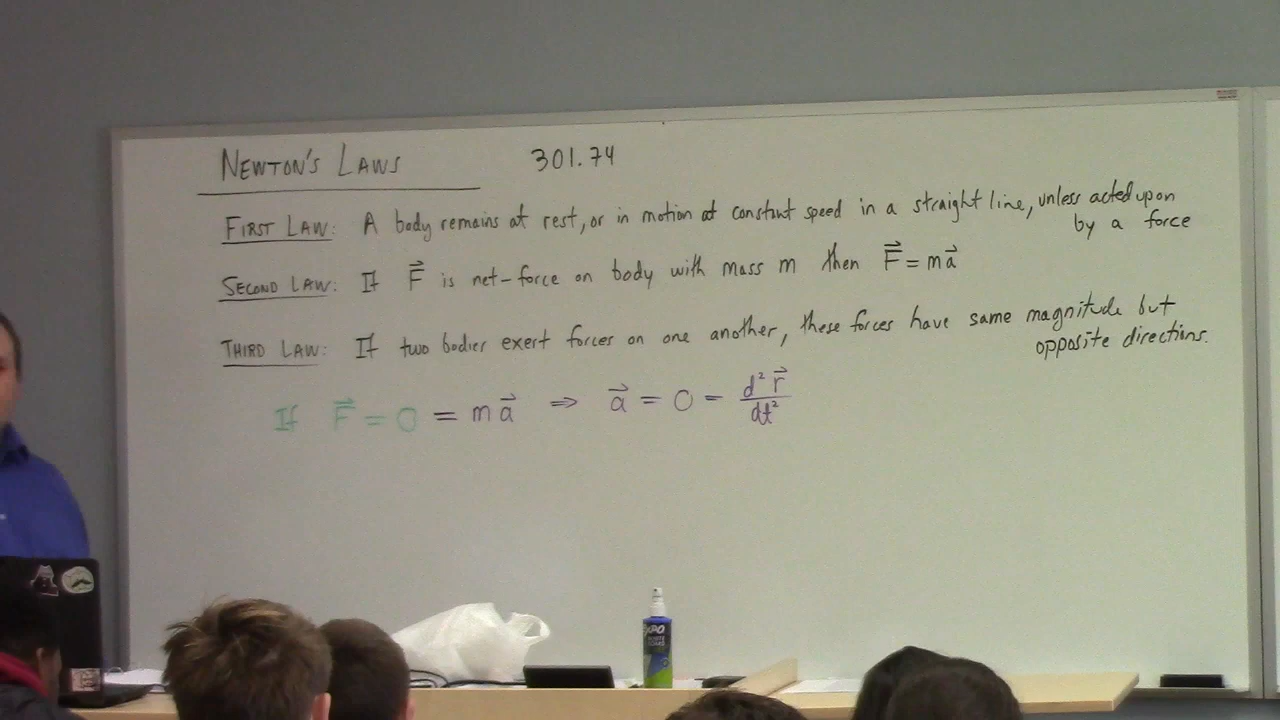 NEWTON'S LAWS 301.74
FIRST LAW: A body remains at rest, or in motion at constant speed in a straight line, unless acted upon
by a force
SECOND LAW: If F⃗ is net-force on body with mass m then F⃗ = ma⃗
THIRD LAW: If two bodies exert forces on one another, these forces have same magnitude but
opposite directions.
If F⃗ = 0 = ma⃗ ⇒ a⃗ = 0 = d²r⃗/dt²
EXPO